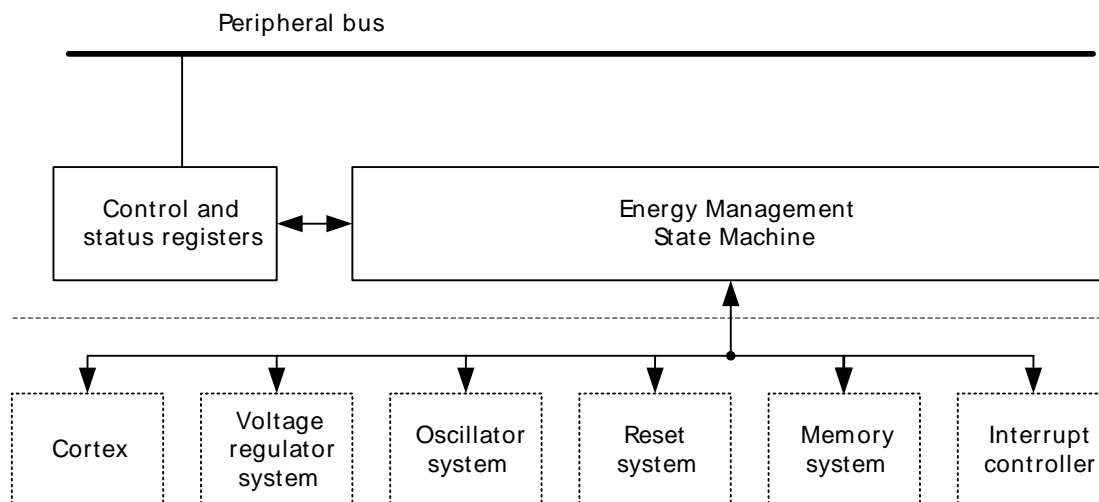 Peripheral bus
Control and
status registers
Energy Management
State Machine
Cortex
Voltage
regulator
system
Oscillator
system
Reset
system
Memory
system
Interrupt
controller